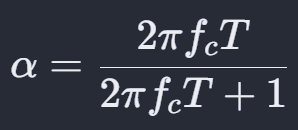 α = 2πf_cT / (2πf_cT + 1)